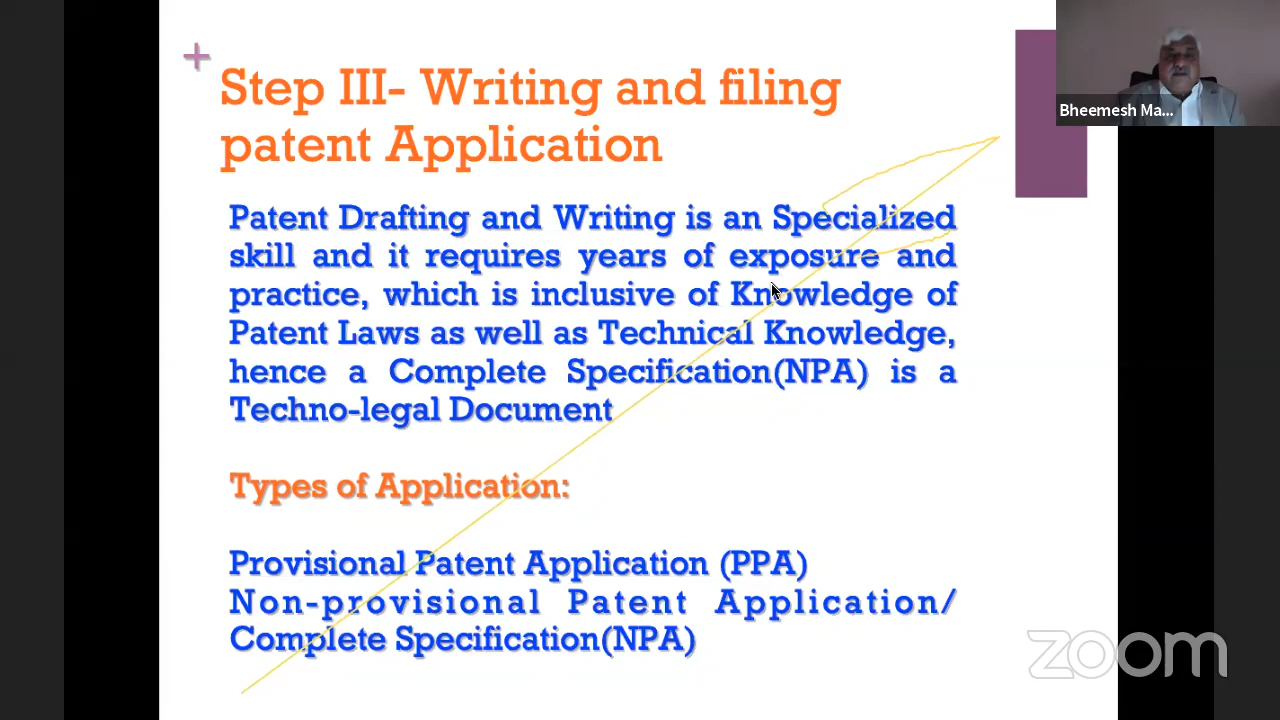 +
Step III- Writing and filing
patent Application
Bheemesh Ma...
Patent Drafting and Writing is an Specialized
skill and it requires years of exposure and
practice, which is inclusive of Knowledge of
Patent Laws as well as Technical Knowledge,
hence a Complete Specification(NPA) is a
Techno-legal Document
Types of Application:
Provisional Patent Application (PPA)
Non-provisional Patent Application/
Complete Specification(NPA)
zoom